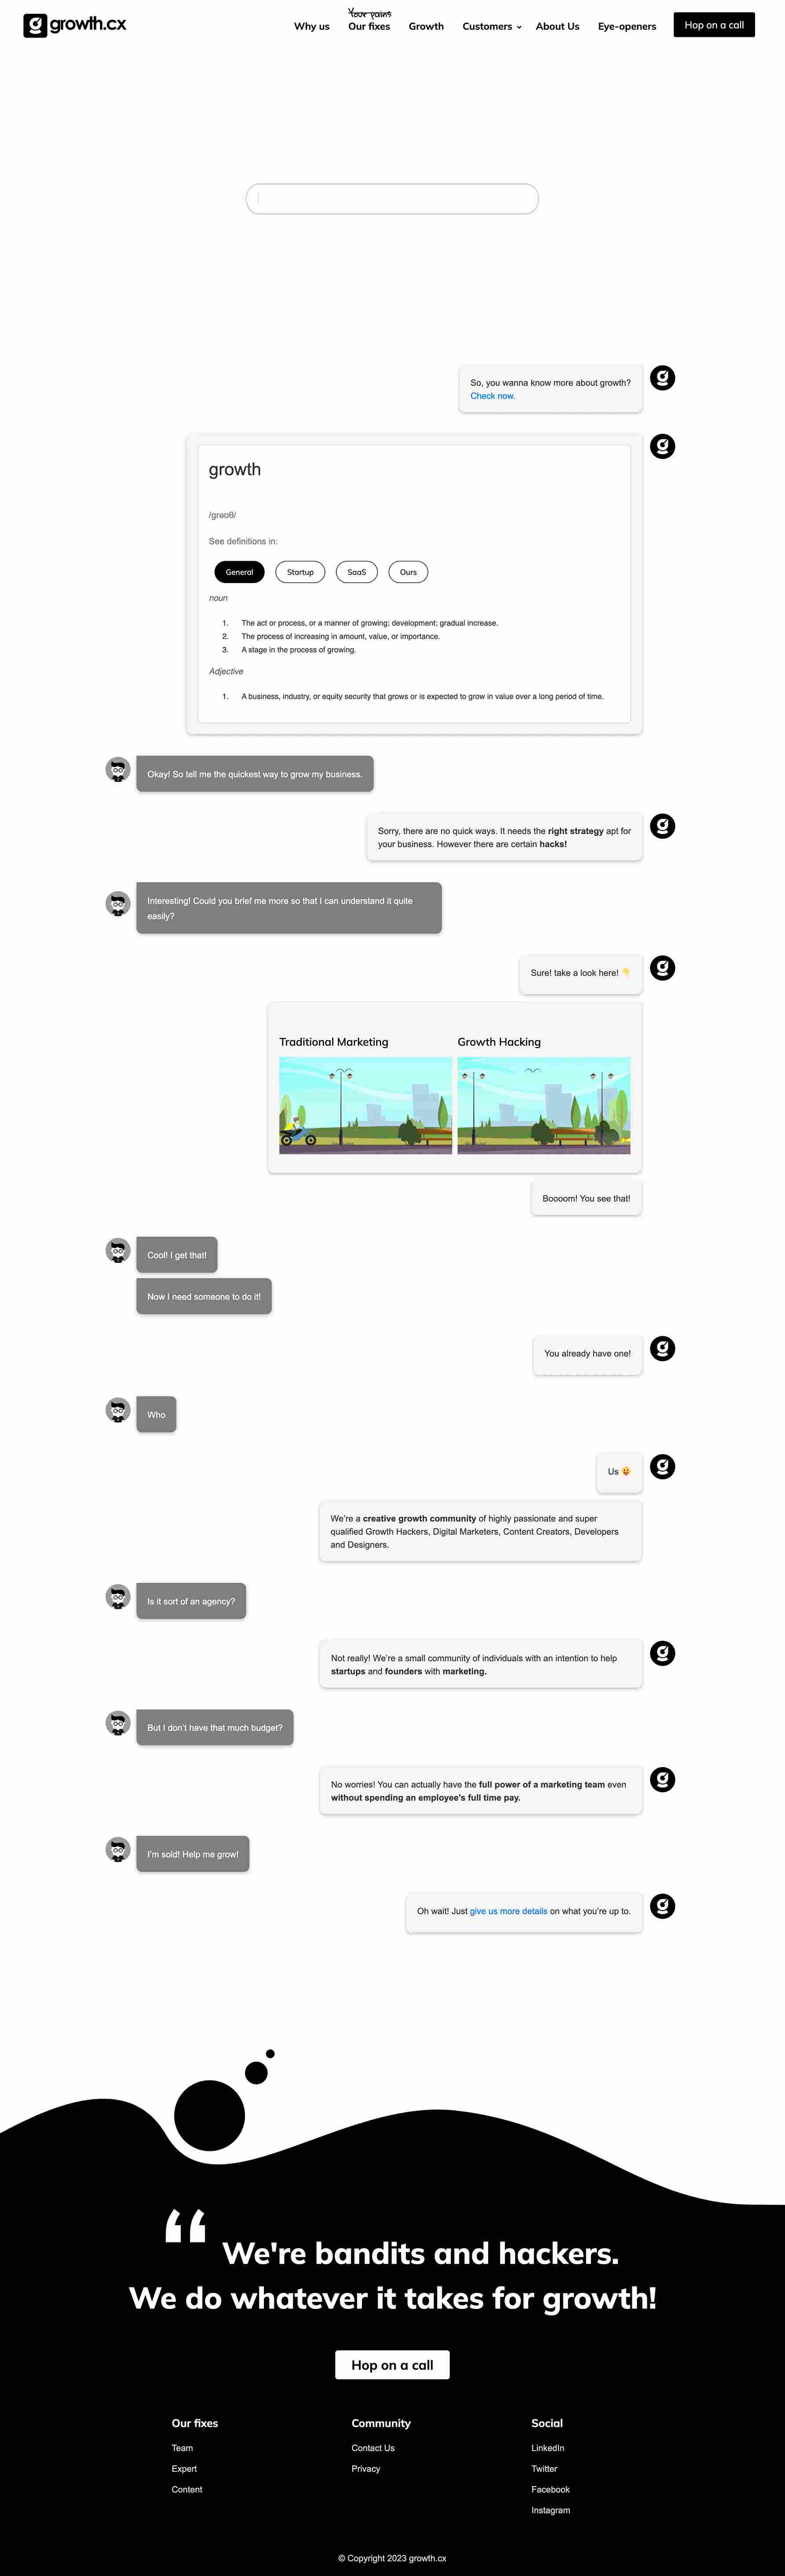 growth.cx
Why us
Your pains
Our fixes
Growth
Customers
About Us
Eye-openers
Hop on a call
So, you wanna know more about growth?
Check now.
growth
/ɡrəʊθ/
See definitions in:
General
Startup
SaaS
Ours
noun
1. The act or process, or a manner of growing; development; gradual increase.
2. The process of increasing in amount, value, or importance.
3. A stage in the process of growing.
Adjective
1. A business, industry, or equity security that grows or is expected to grow in value over a long period of time.
Okay! So tell me the quickest way to grow my business.
Sorry, there are no quick ways. It needs the right strategy apt for
your business. However there are certain hacks!
Interesting! Could you brief me more so that I can understand it quite
easily?
Sure! take a look here! 👇
Traditional Marketing
Growth Hacking
Boooom! You see that!
Cool! I get that!
Now I need someone to do it!
You already have one!
Who
Us 😛
We're a creative growth community of highly passionate and super
qualified Growth Hackers, Digital Marketers, Content Creators, Developers
and Designers.
Is it sort of an agency?
Not really! We're a small community of individuals with an intention to help
startups and founders with marketing.
But I don't have that much budget?
No worries! You can actually have the full power of a marketing team even
without spending an employee's full time pay.
I'm sold! Help me grow!
Oh wait! Just give us more details on what you're up to.
“ We're bandits and hackers.
We do whatever it takes for growth!
Hop on a call
Our fixes
Team
Expert
Content
Community
Contact Us
Privacy
Social
LinkedIn
Twitter
Facebook
Instagram
© Copyright 2023 growth.cx